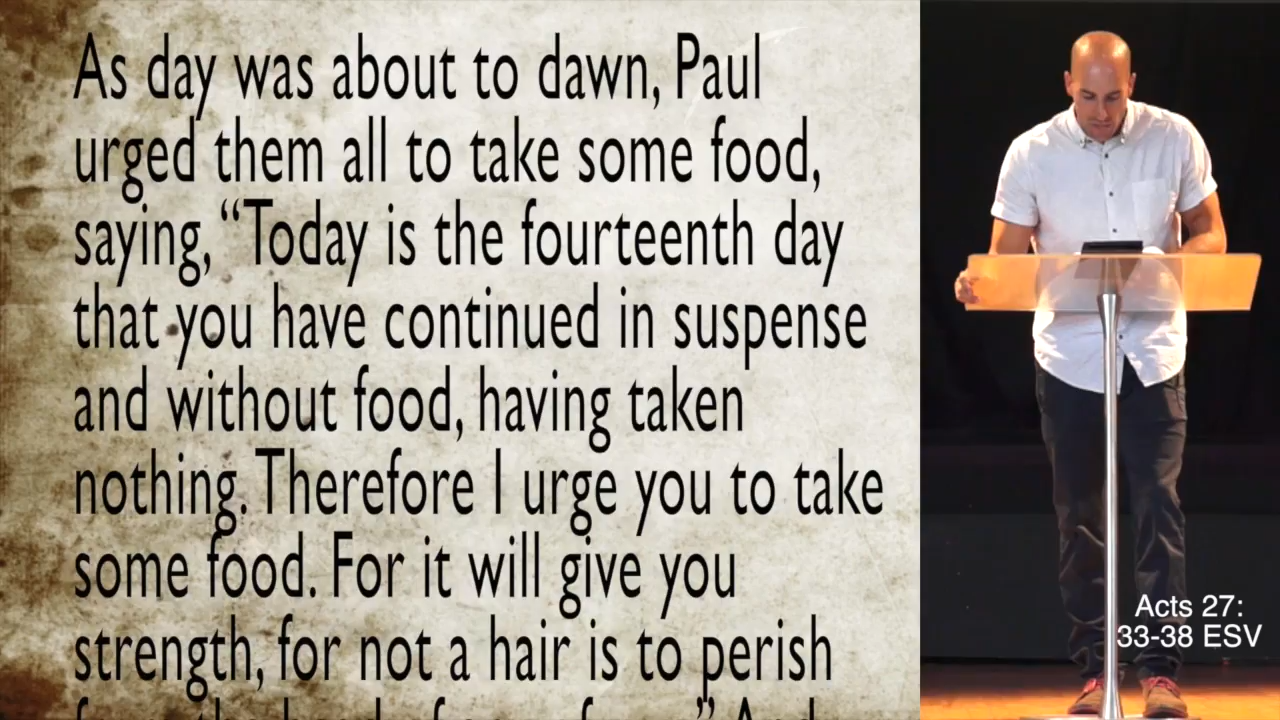 As day was about to dawn, Paul
urged them all to take some food,
saying, “Today is the fourteenth day
that you have continued in suspense
and without food, having taken
nothing. Therefore I urge you to take
some food. For it will give you
strength, for not a hair is to perish
Acts 27:
33-38 ESV